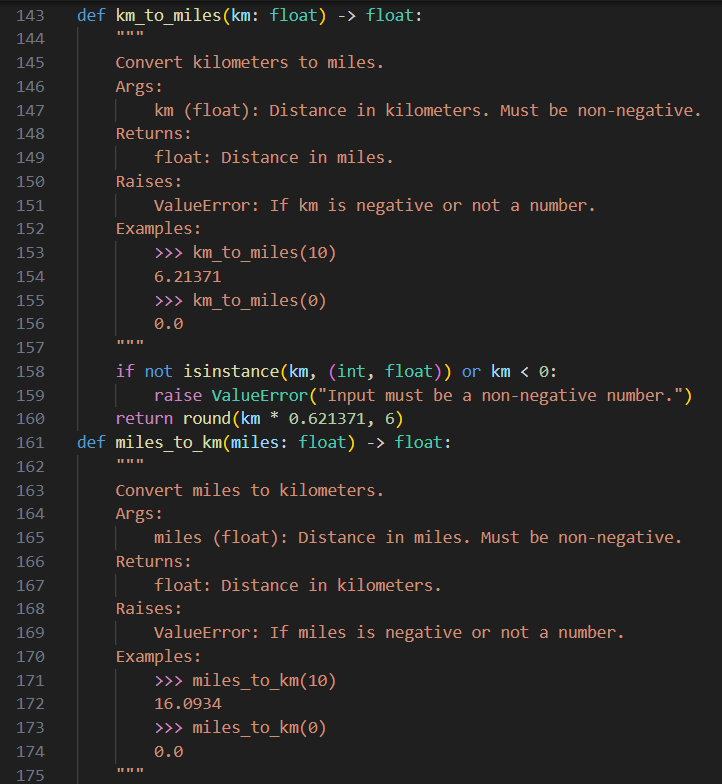 143 def km_to_miles(km: float) -> float:
144 """
145 Convert kilometers to miles.
146 Args:
147 km (float): Distance in kilometers. Must be non-negative.
148 Returns:
149 float: Distance in miles.
150 Raises:
151 ValueError: If km is negative or not a number.
152 Examples:
153 >>> km_to_miles(10)
154 6.21371
155 >>> km_to_miles(0)
156 0.0
157 """
158 if not isinstance(km, (int, float)) or km < 0:
159 raise ValueError("Input must be a non-negative number.")
160 return round(km * 0.621371, 6)
161 def miles_to_km(miles: float) -> float:
162 """
163 Convert miles to kilometers.
164 Args:
165 miles (float): Distance in miles. Must be non-negative.
166 Returns:
167 float: Distance in kilometers.
168 Raises:
169 ValueError: If miles is negative or not a number.
170 Examples:
171 >>> miles_to_km(10)
172 16.0934
173 >>> miles_to_km(0)
174 0.0
175 """